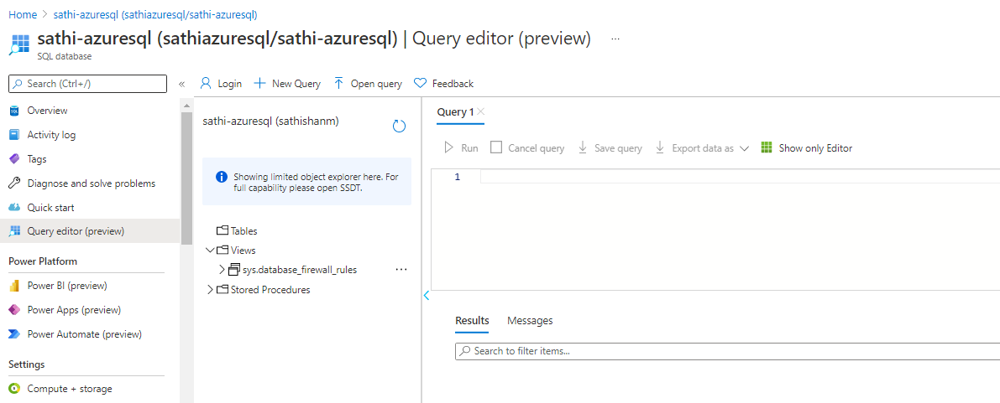 Home > sathi-azuresql (sathiazuresql/sathi-azuresql)
sathi-azuresql (sathiazuresql/sathi-azuresql) | Query editor (preview) ...
SQL database
Search (Ctrl+/)
«
Login
New Query
Open query
Feedback
Overview
Activity log
Tags
Diagnose and solve problems
Quick start
Query editor (preview)
Power Platform
Power BI (preview)
Power Apps (preview)
Power Automate (preview)
Settings
Compute + storage
sathi-azuresql (sathishanm)
Showing limited object explorer here. For
full capability please open SSDT.
Tables
Views
sys.database_firewall_rules ...
Stored Procedures
Query 1
Run
Cancel query
Save query
Export data as
Show only Editor
1
Results
Messages
Search to filter items...